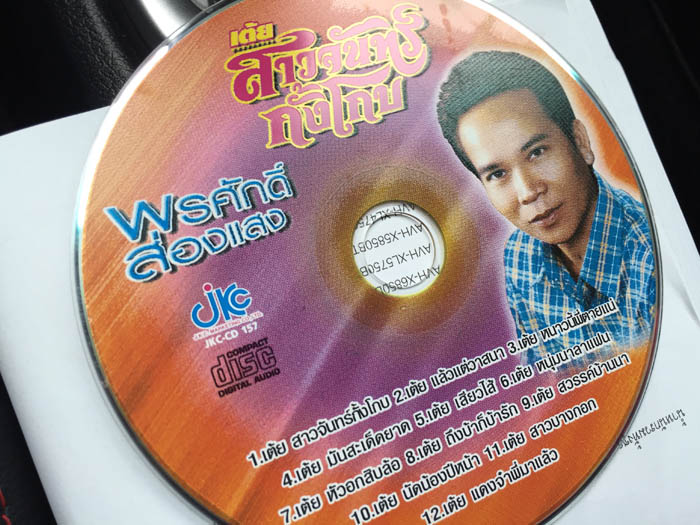 เต้ย
สาวจันทร์
กั้งโกบ
พรศักดิ์
ส่องแสง
JKC
JKC-CD 157
COMPACT
disc
DIGITAL AUDIO
AVH-X5850BT
AVH-XL5750B
AVH-X6850B
1.เต้ย สาวจันทร์กั้งโกบ 2.เต้ย แล้วแต่วาสนา 3.เต้ย หนาวนี้พี่ตายแน่
4.เต้ย มันสะเด็ดยาด 5.เต้ย เสียวไส้ 6.เต้ย หนุ่มนาลาแฟน
7.เต้ย หัวอกสิบล้อ 8.เต้ย ถึงบ้าก็บ้ารัก 9.เต้ย สวรรค์บ้านนา
10.เต้ย นัดน้องปีหน้า 11.เต้ย สาวบางกอก
12.เต้ย แดงจ๋าพี่มาแล้ว